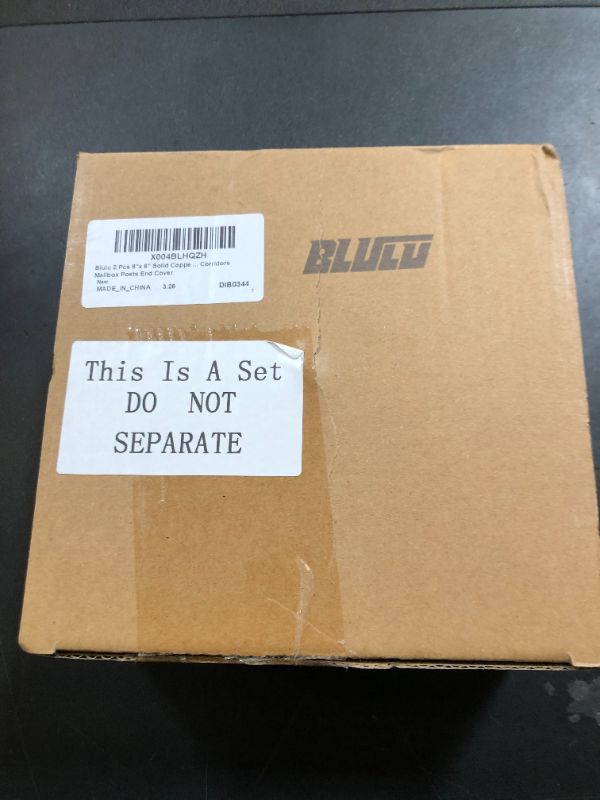 X004BLHQZH
Blulu 2 Pcs 8"x 8" Solid Coppe ... Corridors
Mailbox Posts End Cover
New
MADE_IN_CHINA 3.28 DIB0344
BLULU
This Is A Set
DO NOT
SEPARATE